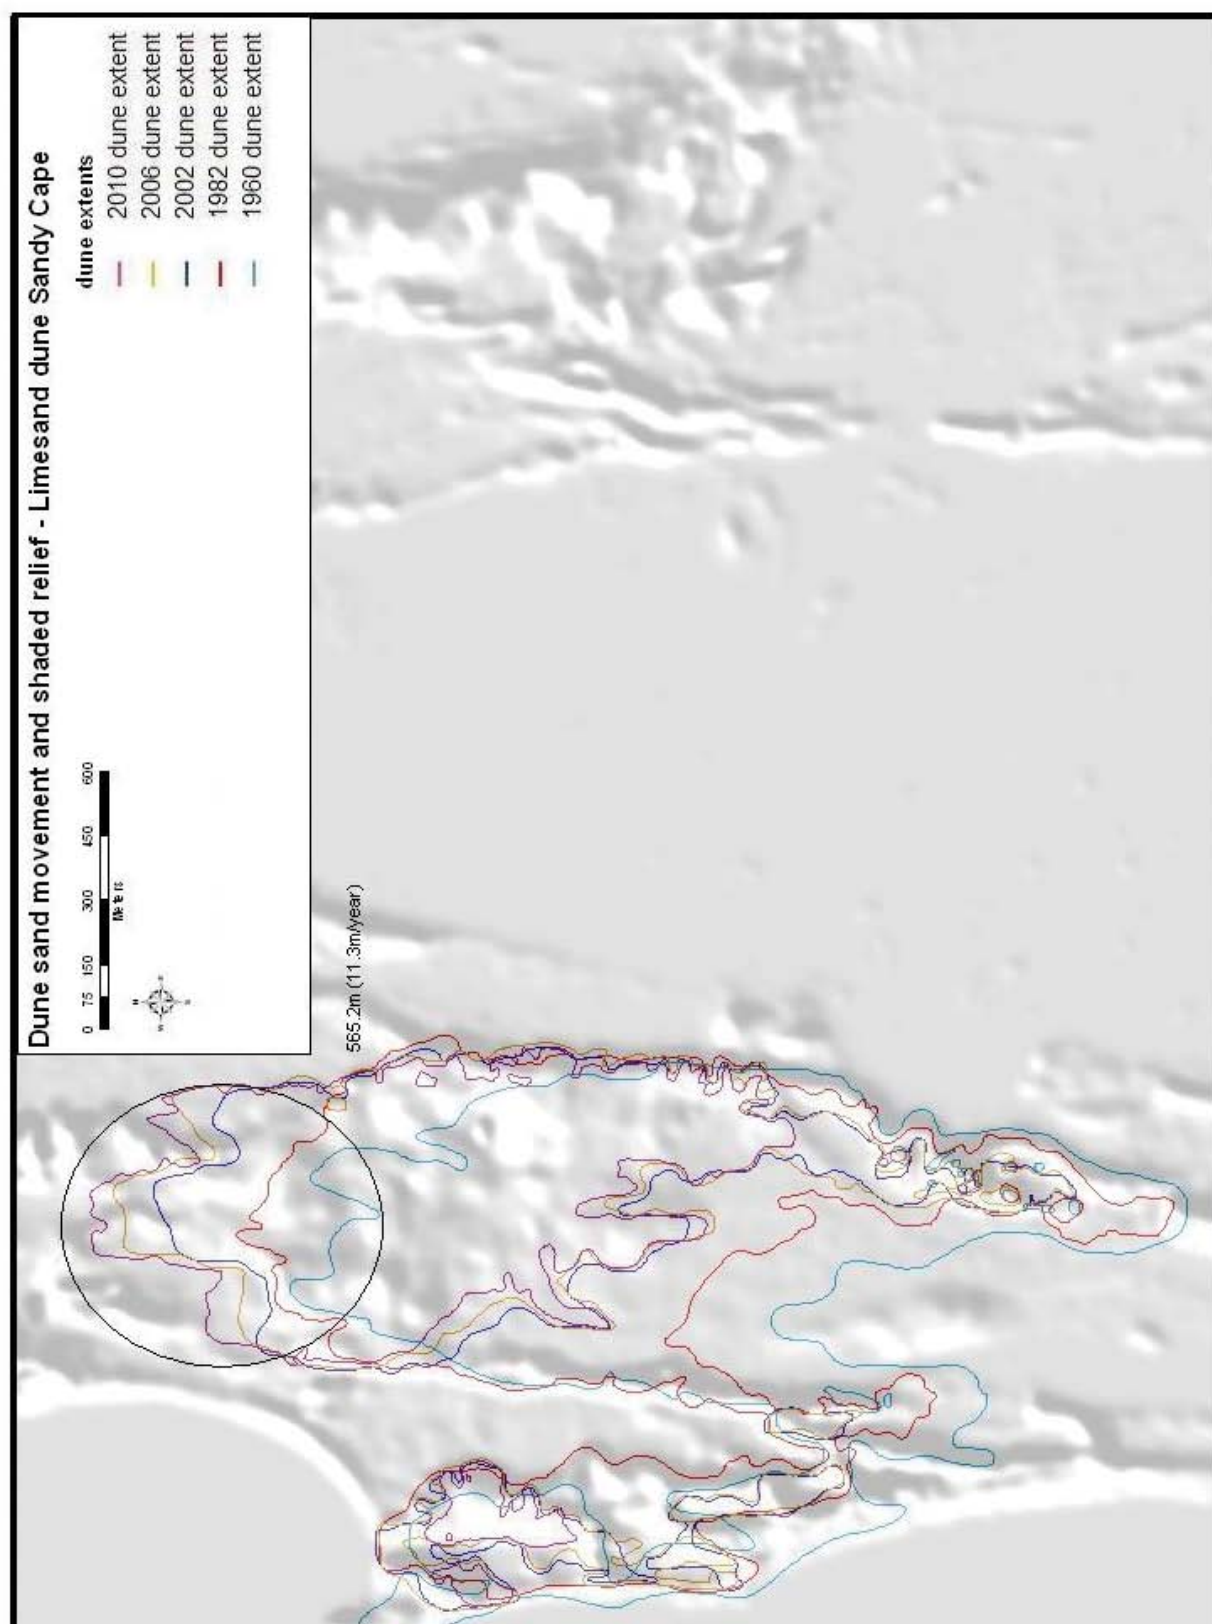 Dune sand movement and shaded relief - Limesand dune Sandy Cape
0 75 150 300 450 600
Meters
dune extents
2010 dune extent
2006 dune extent
2002 dune extent
1982 dune extent
1960 dune extent
565.2m (11.3m/year)